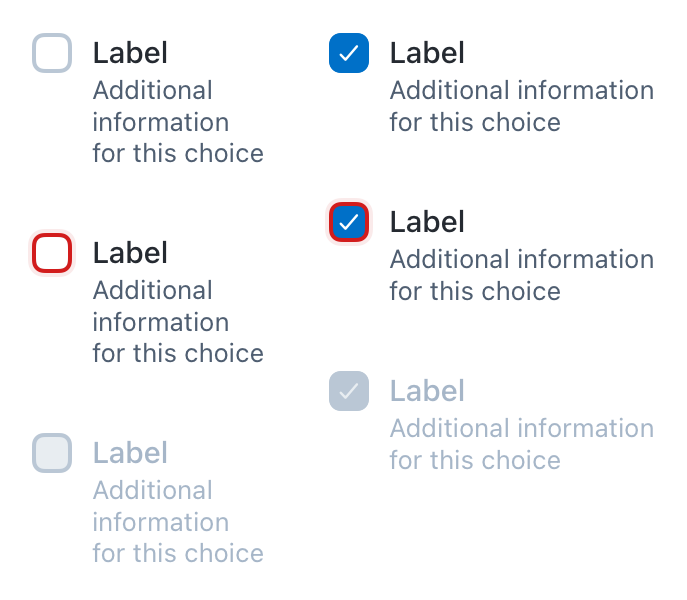 Label
Additional
information
for this choice
Label
Additional
information
for this choice
Label
Additional
information
for this choice
Label
Additional information
for this choice
Label
Additional information
for this choice
Label
Additional information
for this choice